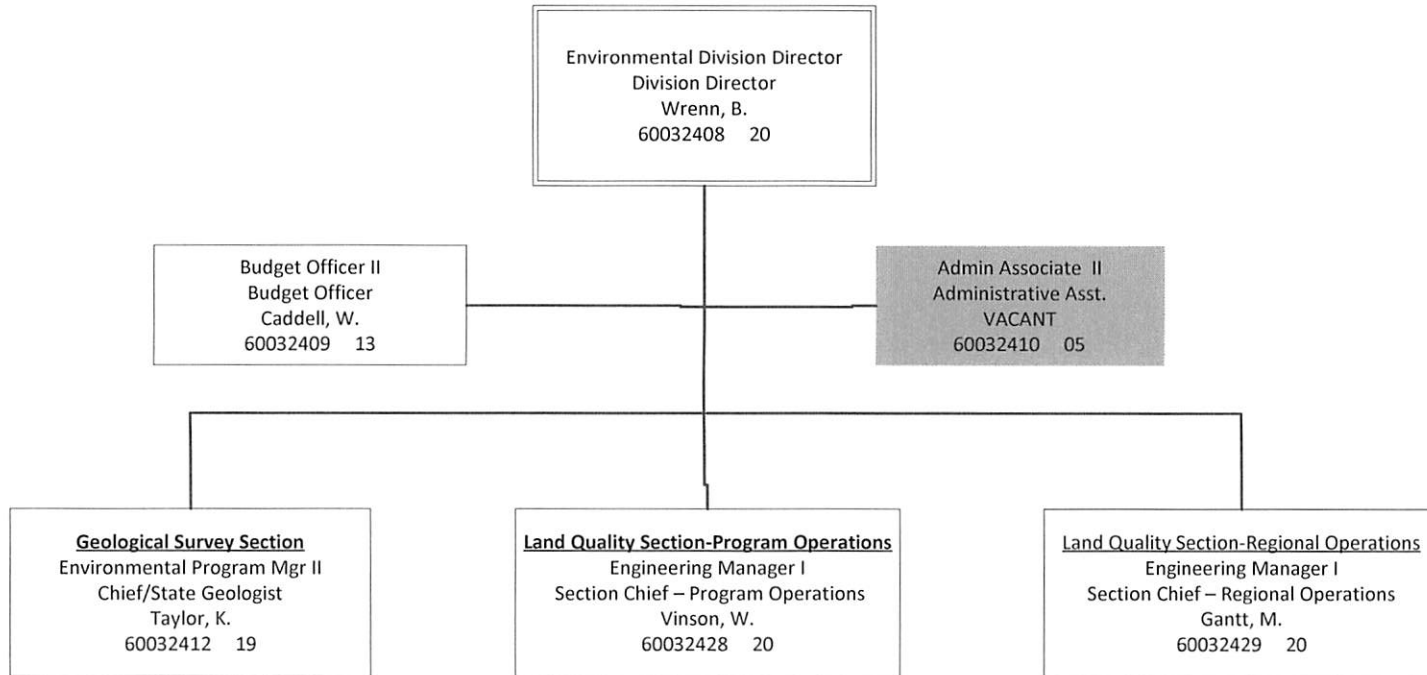 Environmental Division Director
Division Director
Wrenn, B.
60032408 20
Budget Officer II
Budget Officer
Caddell, W.
60032409 13
Admin Associate II
Administrative Asst.
VACANT
60032410 05
Geological Survey Section
Environmental Program Mgr II
Chief/State Geologist
Taylor, K.
60032412 19
Land Quality Section-Program Operations
Engineering Manager I
Section Chief – Program Operations
Vinson, W.
60032428 20
Land Quality Section-Regional Operations
Engineering Manager I
Section Chief – Regional Operations
Gantt, M.
60032429 20